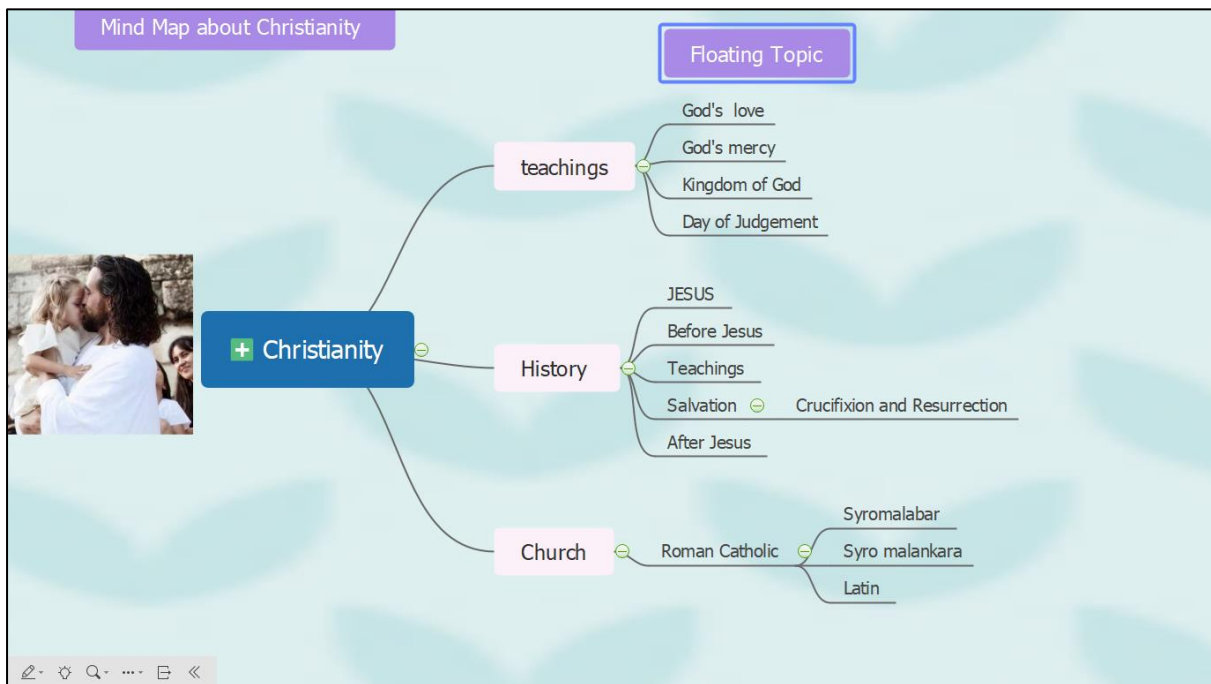 Mind Map about Christianity
Floating Topic
God's  love
God's mercy
teachings
Kingdom of God
Day of Judgement
JESUS
Before Jesus
Christianity
History
Teachings
Salvation
Crucifixion and Resurrection
After Jesus
Syromalabar
Church
Roman Catholic
Syro malankara
Latin